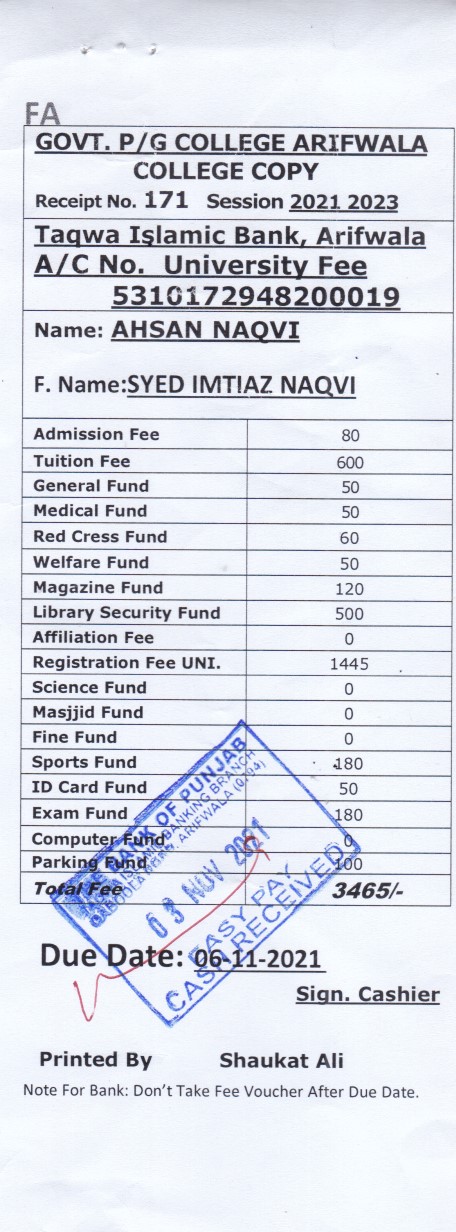 FA
GOVT. P/G COLLEGE ARIFWALA
COLLEGE COPY
Receipt No. 171 Session 2021 2023
Taqwa Islamic Bank, Arifwala
A/C No. University Fee
5310172948200019
Name: AHSAN NAQVI
F. Name:SYED IMTIAZ NAQVI
Admission Fee 80
Tuition Fee 600
General Fund 50
Medical Fund 50
Red Cress Fund 60
Welfare Fund 50
Magazine Fund 120
Library Security Fund 500
Affiliation Fee 0
Registration Fee UNI. 1445
Science Fund 0
Masjjid Fund 0
Fine Fund 0
Sports Fund 180
ID Card Fund 50
Exam Fund 180
Computer Fund 0
Parking Fund 100
Total Fee 3465/-
THE BANK OF PUNJAB
BANKING BRANCH
ARIFWALA (0704)
03 NOV 2021
EASY PAY
CASH RECEIVED
Due Date: 06-11-2021
Sign. Cashier
Printed By Shaukat Ali
Note For Bank: Don't Take Fee Voucher After Due Date.